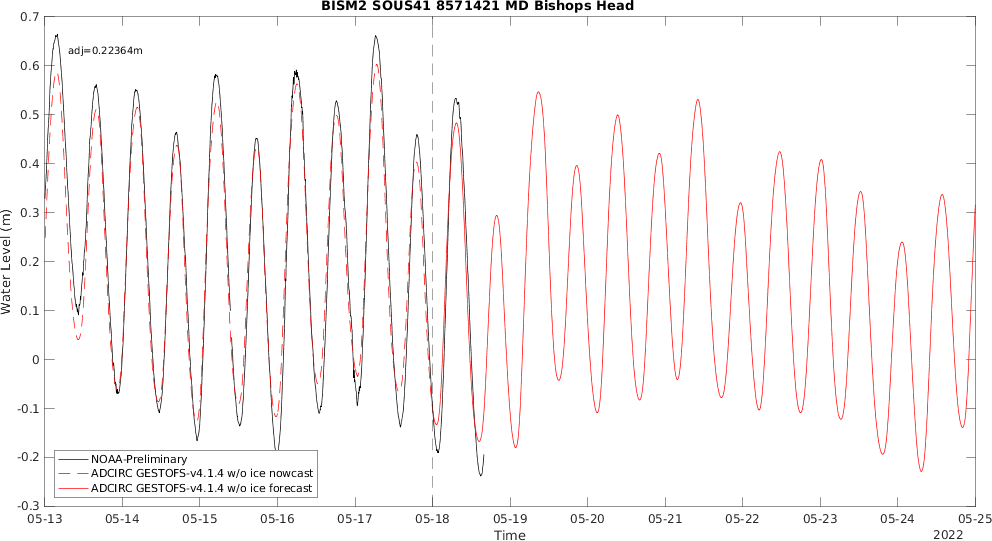 BISM2 SOUS41 8571421 MD Bishops Head
0.7
0.6
0.5
0.4
0.3
0.2
0.1
0
-0.1
-0.2
-0.3
Water Level (m)
adj=0.22364m
NOAA-Preliminary
ADCIRC GESTOFS-v4.1.4 w/o ice nowcast
ADCIRC GESTOFS-v4.1.4 w/o ice forecast
05-13 05-14 05-15 05-16 05-17 05-18 05-19 05-20 05-21 05-22 05-23 05-24 05-25
Time
2022